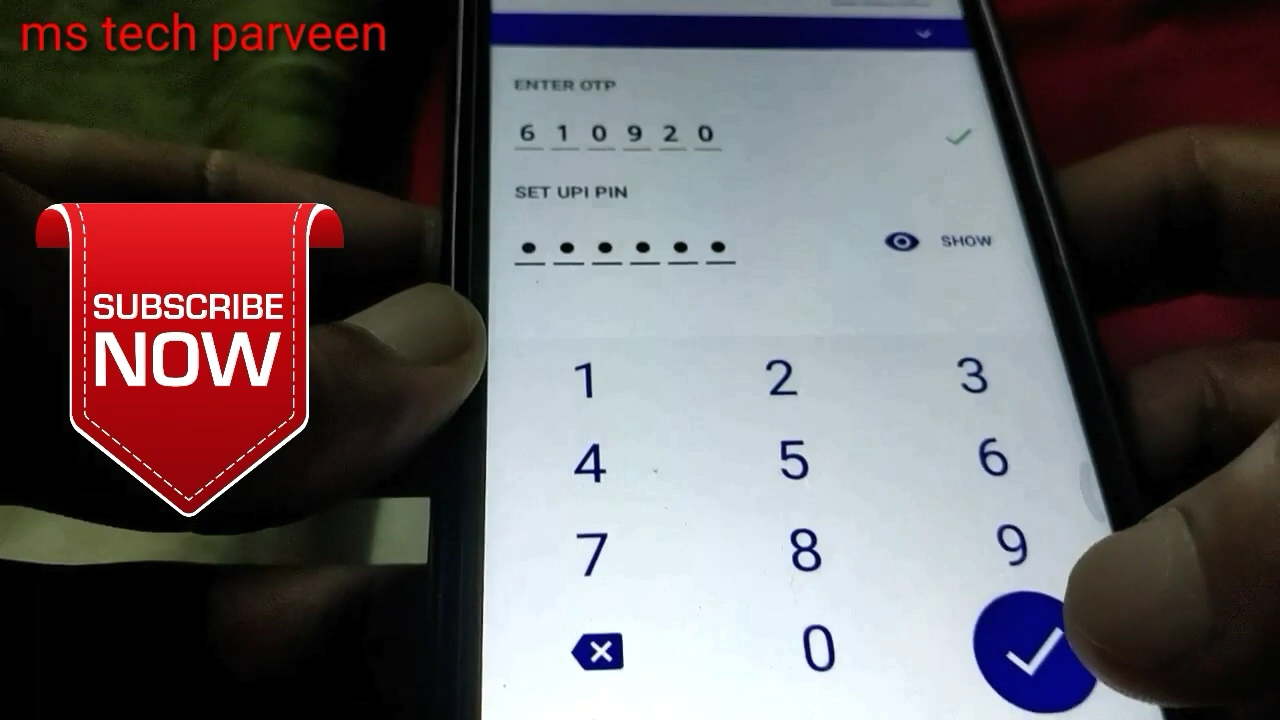 ms tech parveen
ENTER OTP
6 1 0 9 2 0
SET UPI PIN
SHOW
SUBSCRIBE
NOW
1 2 3
4 5 6
7 8 9
0